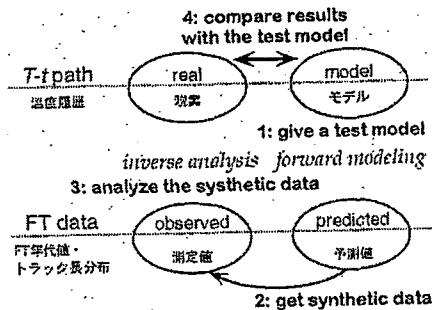 4: compare results
with the test model
T-t path
温度履歴
real
現実
model
モデル
1: give a test model
inverse analysis forward modeling
3: analyze the systhetic data
FT data
FT年代値・
トラック長分布
observed
測定値
predicted
予測値
2: get synthetic data